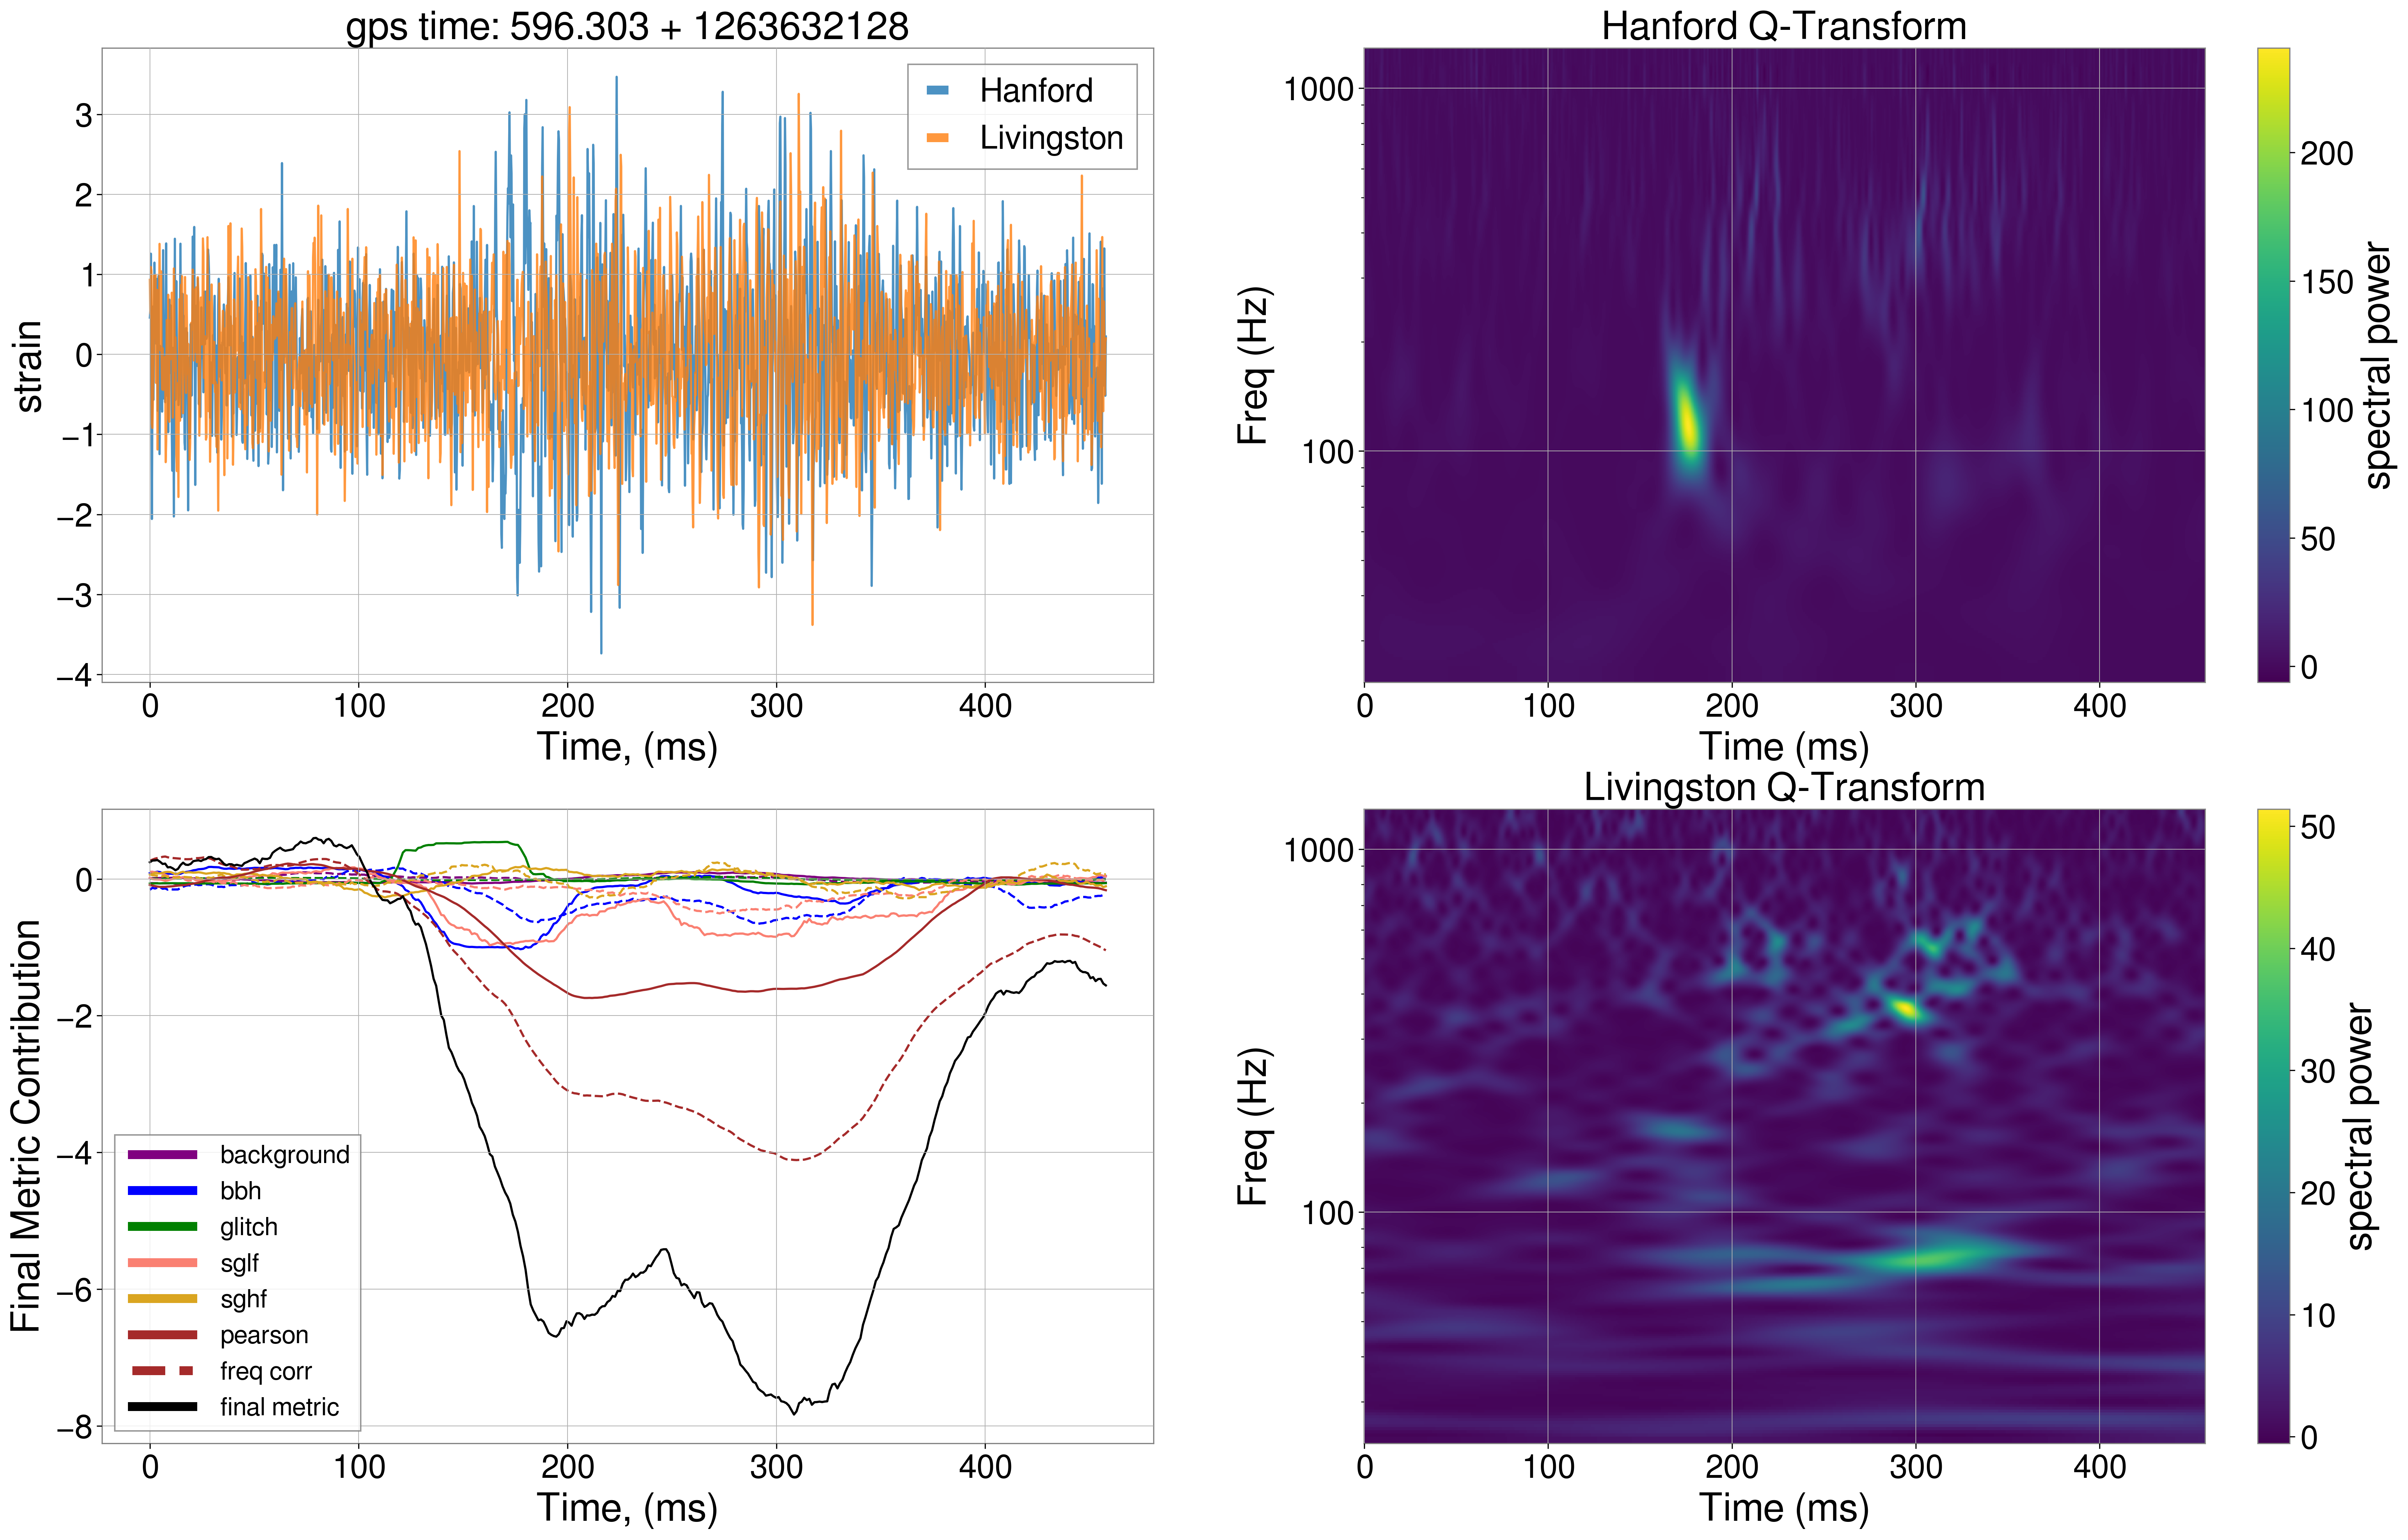 gps time: 596.303 + 1263632128
strain
3
2
1
0
−1
−2
−3
−4
Hanford
Livingston
0 100 200 300 400
Time, (ms)
Hanford Q-Transform
Freq (Hz)
1000
100
0 100 200 300 400
Time (ms)
200
150
100
50
0
spectral power
Final Metric Contribution
0
−2
−4
−6
−8
background
bbh
glitch
sglf
sghf
pearson
freq corr
final metric
0 100 200 300 400
Time, (ms)
Livingston Q-Transform
Freq (Hz)
1000
100
0 100 200 300 400
Time (ms)
50
40
30
20
10
0
spectral power